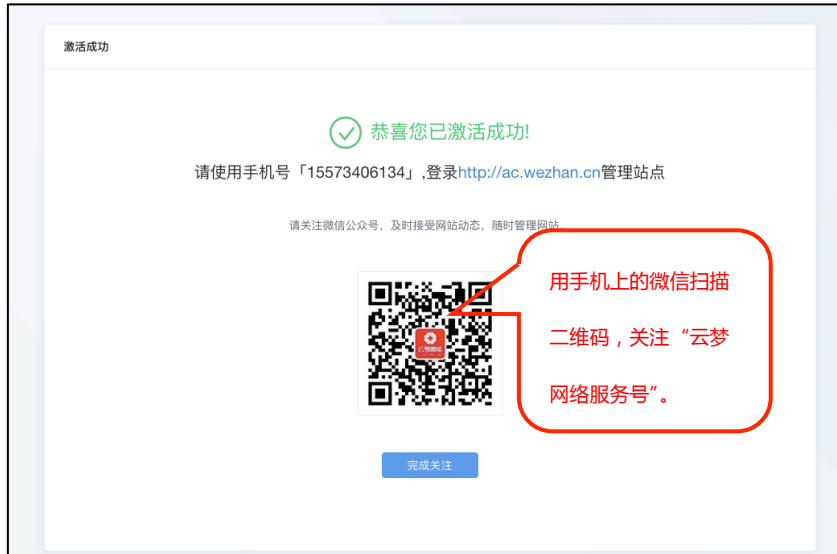 激活成功
恭喜您已激活成功!
请使用手机号「15573406134」,登录http://ac.wezhan.cn管理站点
请关注微信公众号，及时接受网站动态，随时管理网站。
用手机上的微信扫描
二维码，关注“云梦
网络服务号”。
完成关注